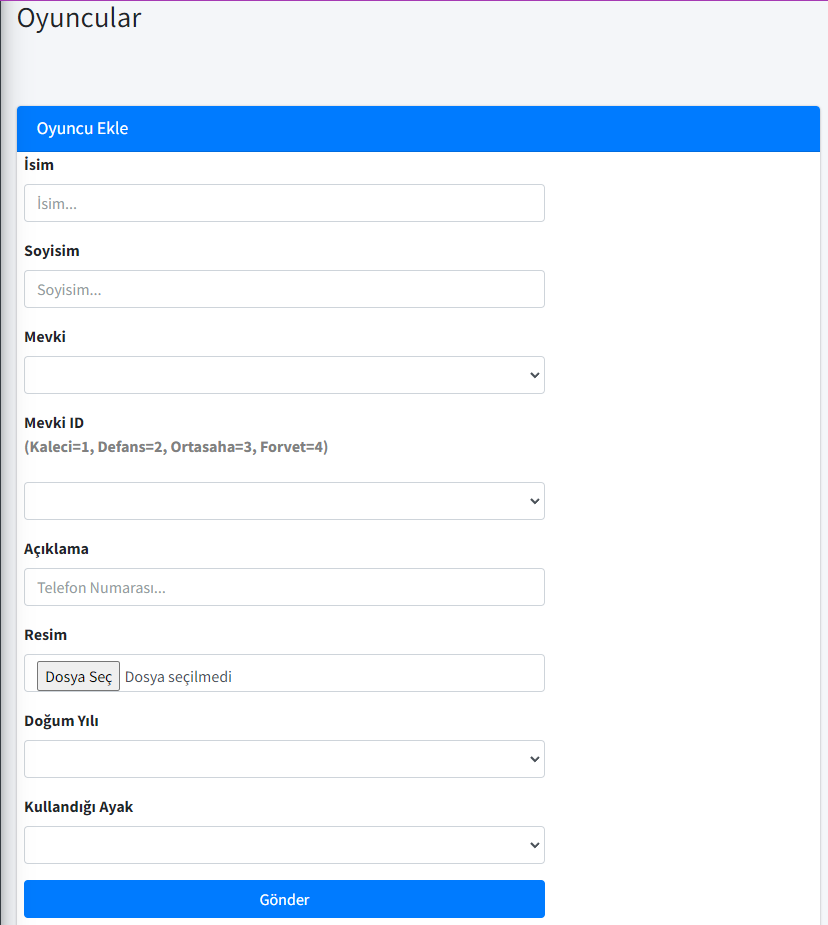 Oyuncular
Oyuncu Ekle
İsim
İsim...
Soyisim
Soyisim...
Mevki
Mevki ID
(Kaleci=1, Defans=2, Ortasaha=3, Forvet=4)
Açıklama
Telefon Numarası...
Resim
Dosya Seç Dosya seçilmedi
Doğum Yılı
Kullandığı Ayak
Gönder